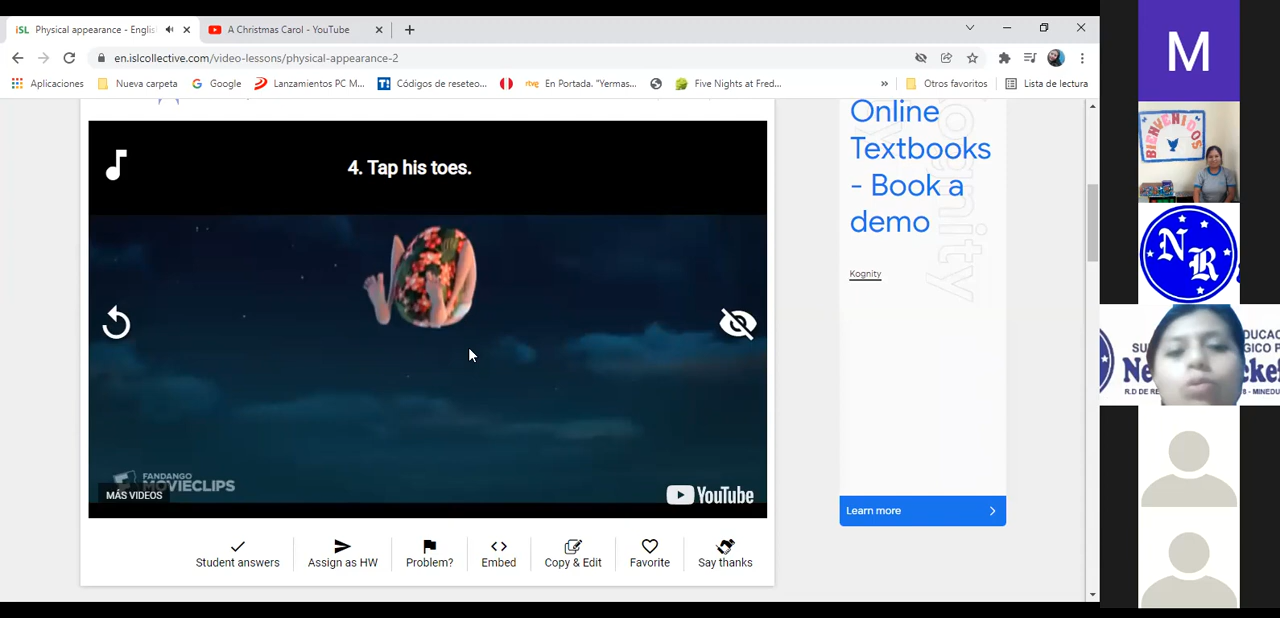 iSL Physical appearance - Englis
A Christmas Carol - YouTube
en.islcollective.com/video-lessons/physical-appearance-2
Aplicaciones
Nueva carpeta
Google
Lanzamientos PC M...
Códigos de reseteo...
rtve En Portada. "Yermas...
Five Nights at Fred...
»
Otros favoritos
Lista de lectura
4. Tap his toes.
FANDANGO
MOVIECLIPS
MÁS VIDEOS
YouTube
Student answers
Assign as HW
Problem?
Embed
Copy & Edit
Favorite
Say thanks
Online
Textbooks
- Book a
demo
Kognity
Learn more
M
BIENVENIDOS
N R